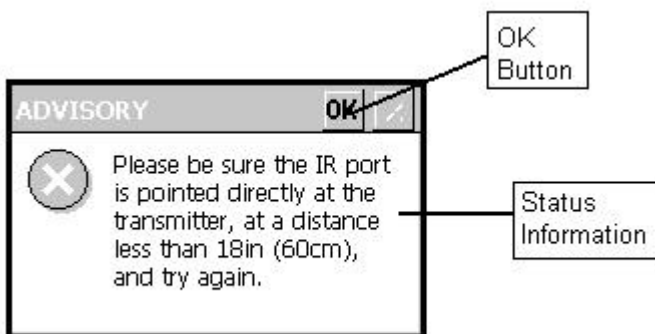 OK
Button
ADVISORY
OK
Please be sure the IR port
is pointed directly at the
transmitter, at a distance
less than 18in (60cm),
and try again.
Status
Information